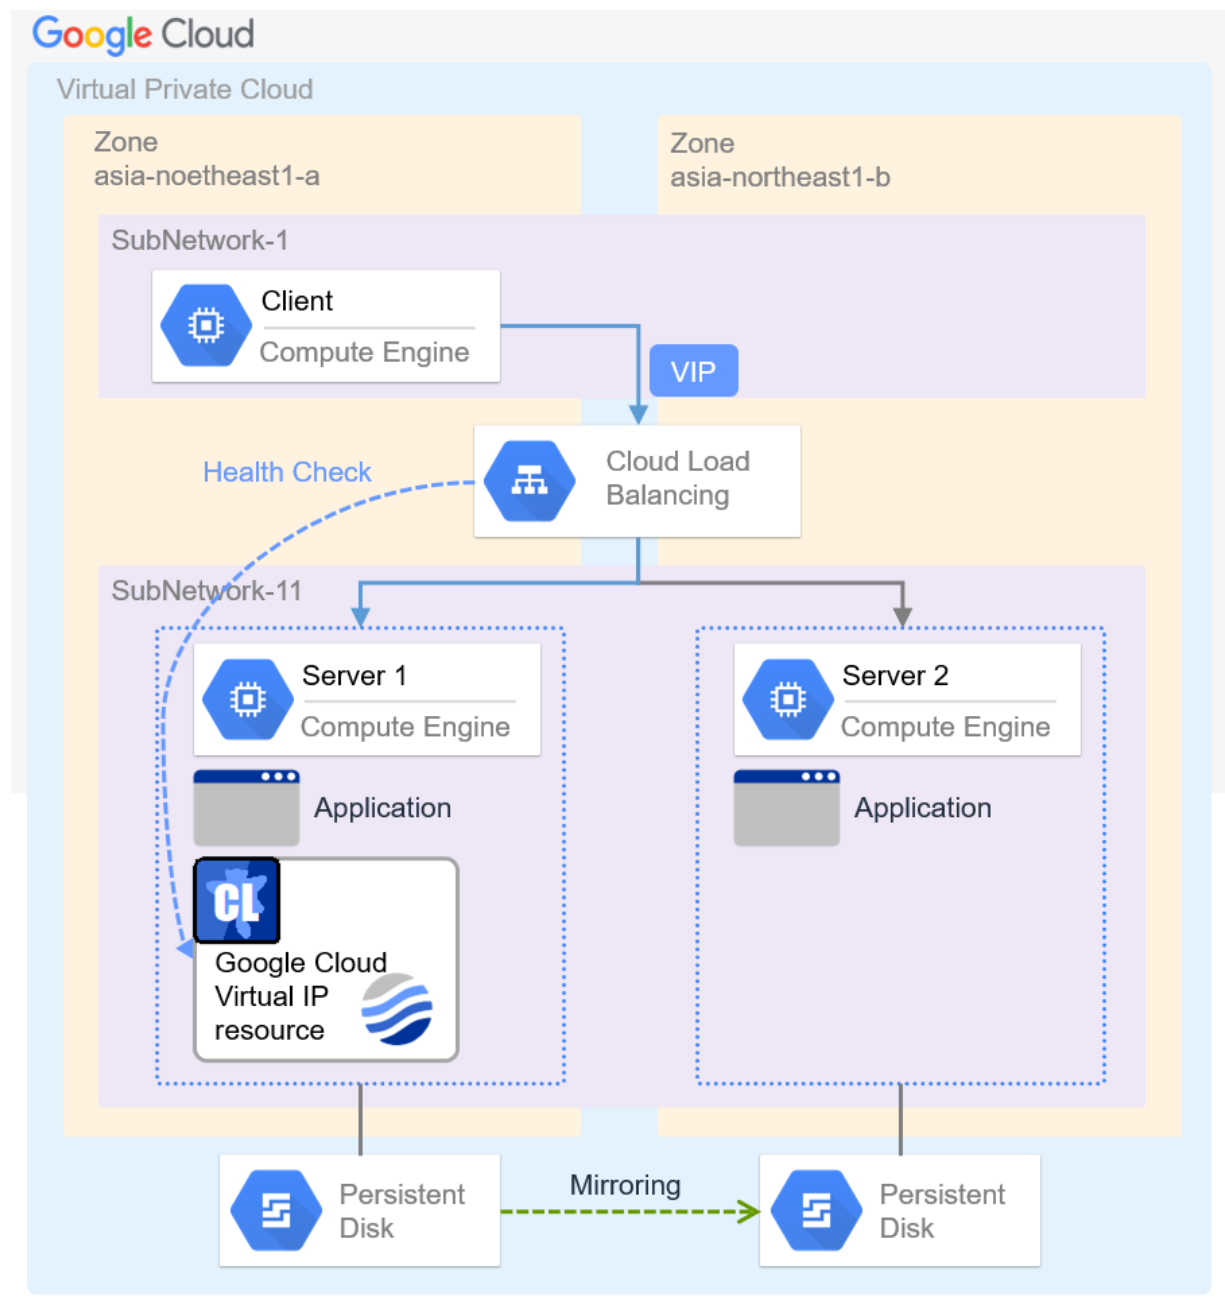 Google Cloud
Virtual Private Cloud
Zone
asia-noetheast1-a
Zone
asia-northeast1-b
SubNetwork-1
Client
Compute Engine
VIP
Health Check
Cloud Load
Balancing
SubNetwork-11
Server 1
Compute Engine
Server 2
Compute Engine
Application
Application
CL
Google Cloud
Virtual IP
resource
Persistent
Disk
Mirroring
Persistent
Disk